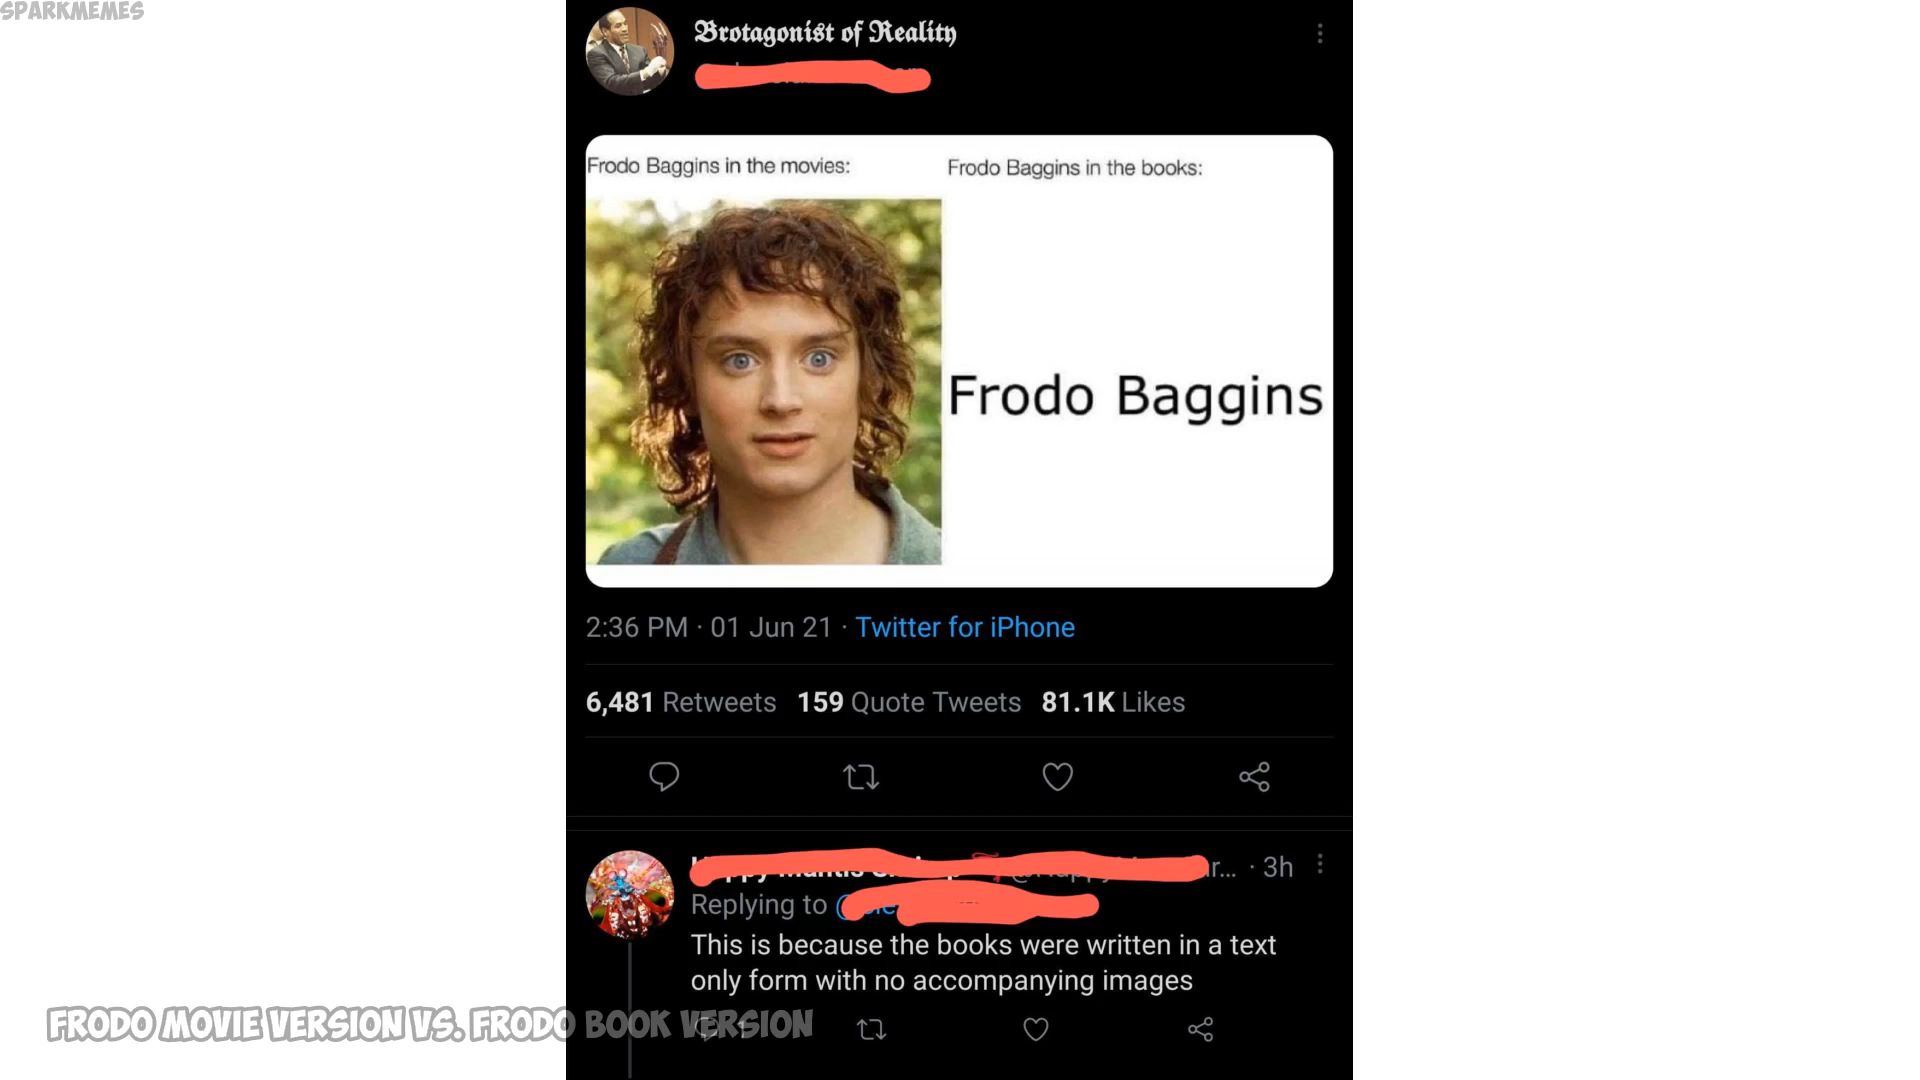 SPARKMEMES
Brotagonist of Reality
Frodo Baggins in the movies:
Frodo Baggins in the books:
Frodo Baggins
2:36 PM · 01 Jun 21 · Twitter for iPhone
6,481 Retweets 159 Quote Tweets 81.1K Likes
r... · 3h
Replying to
This is because the books were written in a text
only form with no accompanying images
1
FRODO MOVIE VERSION VS. FRODO BOOK VERSION